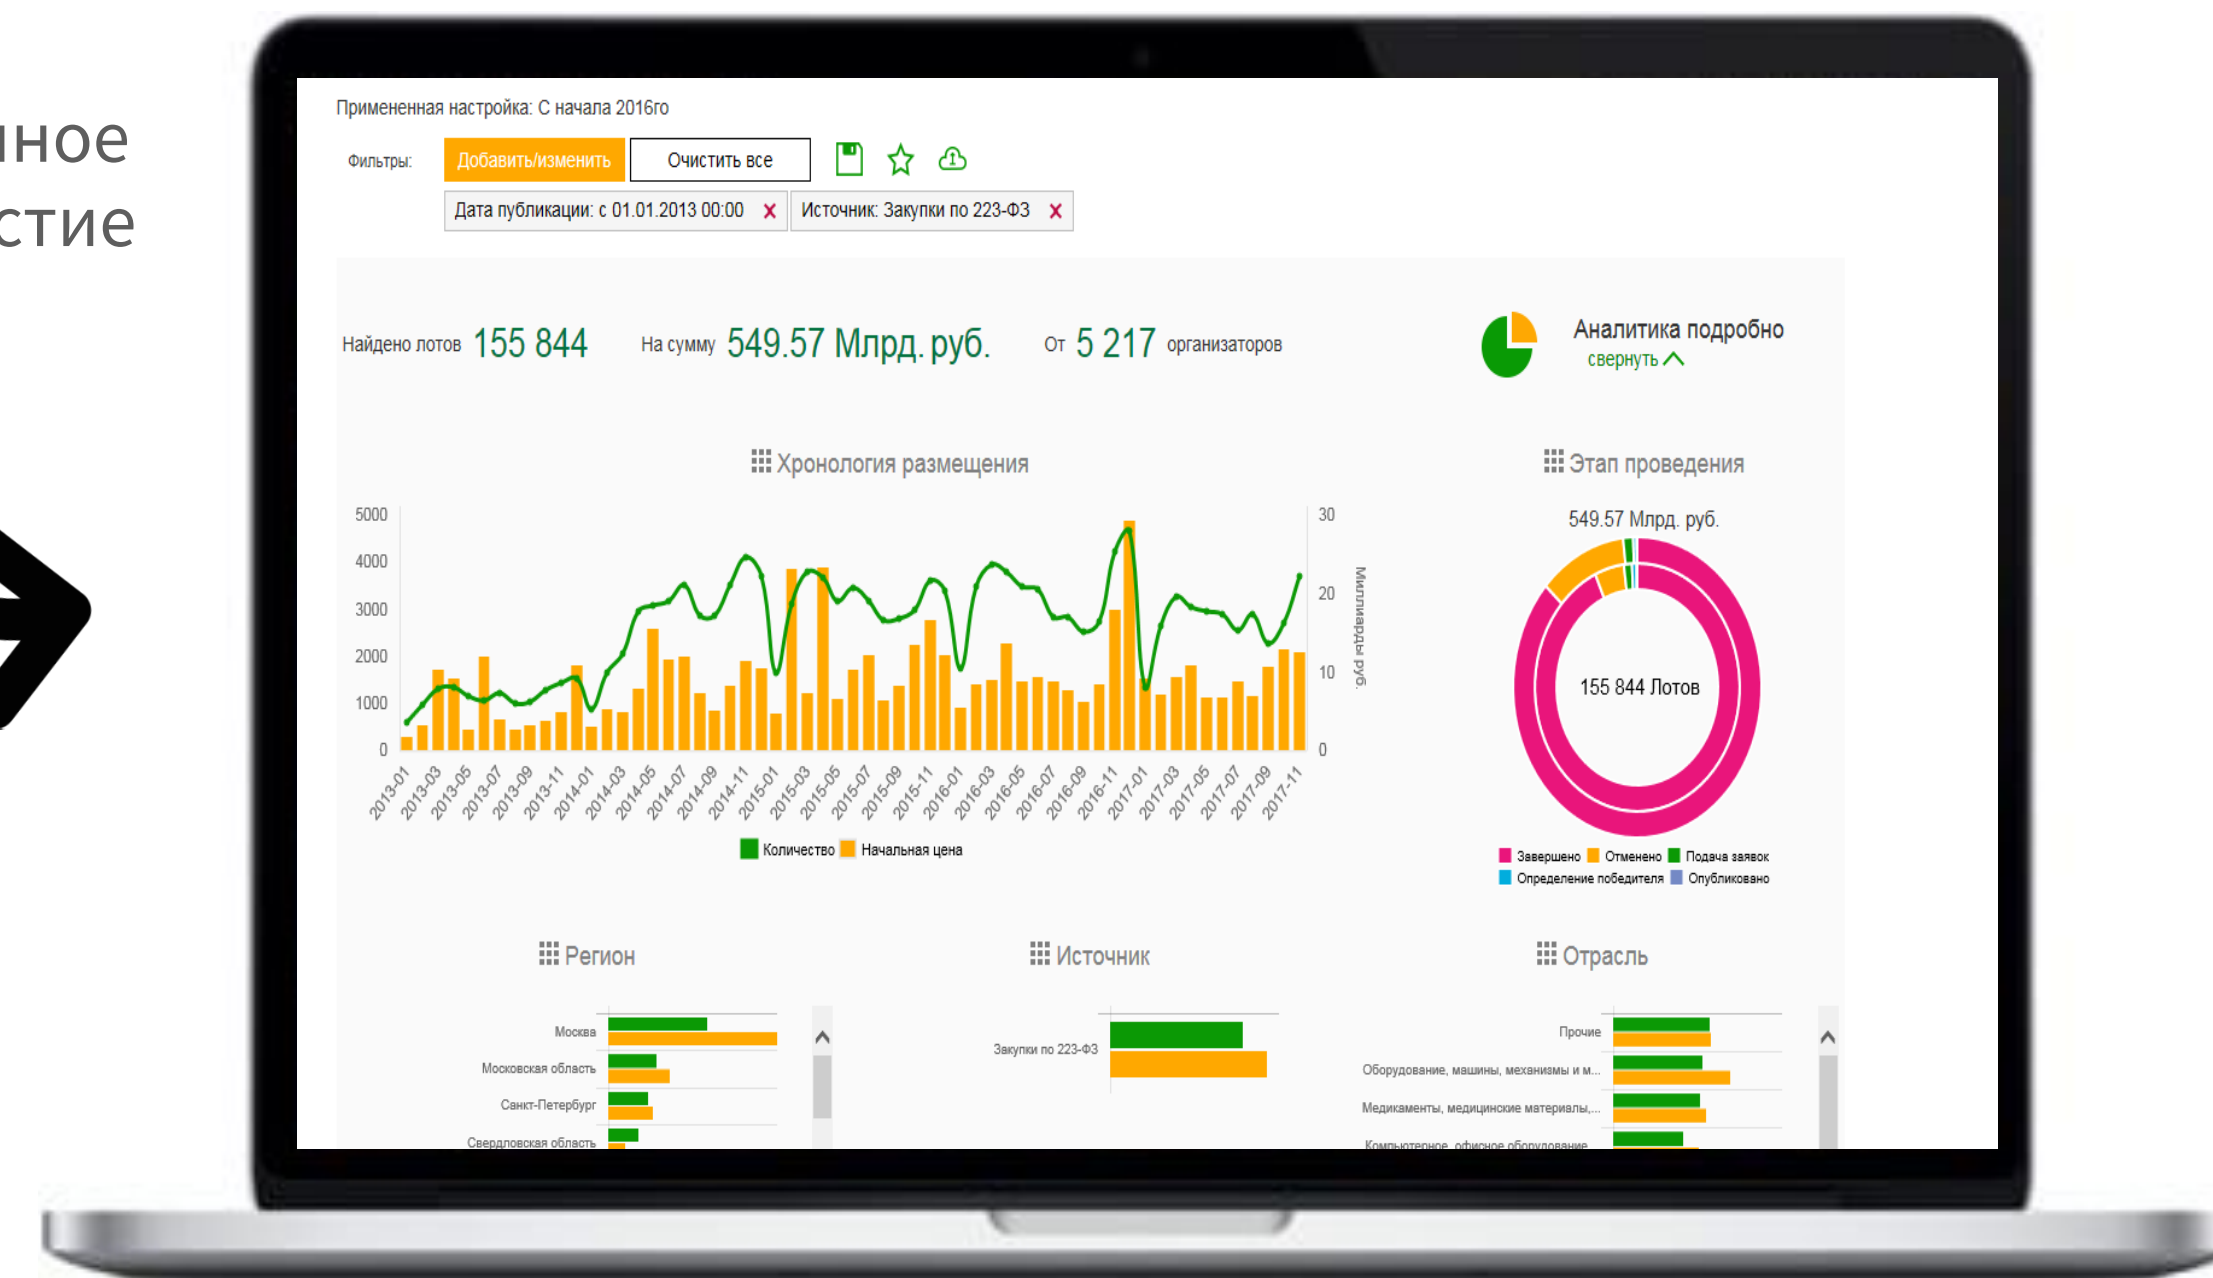 нное
стие
Примененная настройка: С начала 2016го
Фильтры: Добавить/изменить Очистить все
Дата публикации: с 01.01.2013 00:00 x Источник: Закупки по 223-ФЗ x
Найдено лотов 155 844 На сумму 549.57 Млрд. руб. От 5 217 организаторов
Аналитика подробно
свернуть
Хронология размещения
5000
4000
3000
2000
1000
0
30
20
10
0
Миллиарды руб.
2013-01 2013-03 2013-05 2013-07 2013-09 2013-11 2014-01 2014-03 2014-05 2014-07 2014-09 2014-11 2015-01 2015-03 2015-05 2015-07 2015-09 2015-11 2016-01 2016-03 2016-05 2016-07 2016-09 2016-11 2017-01 2017-03 2017-05 2017-07 2017-09 2017-11
Количество Начальная цена
Этап проведения
549.57 Млрд. руб.
155 844 Лотов
Завершено Отменено Подача заявок
Определение победителя Опубликовано
Регион
Москва
Московская область
Санкт-Петербург
Свердловская область
Источник
Закупки по 223-ФЗ
Отрасль
Прочие
Оборудование, машины, механизмы и м...
Медикаменты, медицинские материалы,...
Компьютерное, офисное оборудование